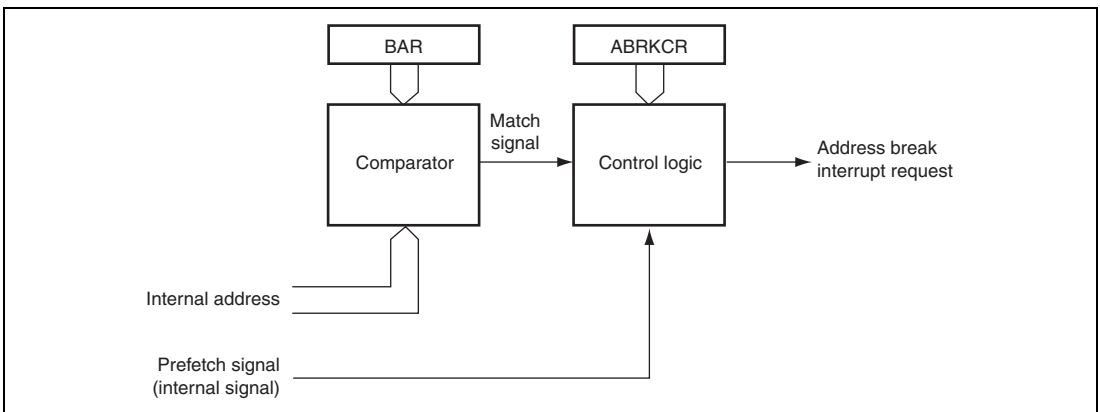 BAR
ABRKCR
Match
signal
Comparator
Control logic
Address break
interrupt request
Internal address
Prefetch signal
(internal signal)